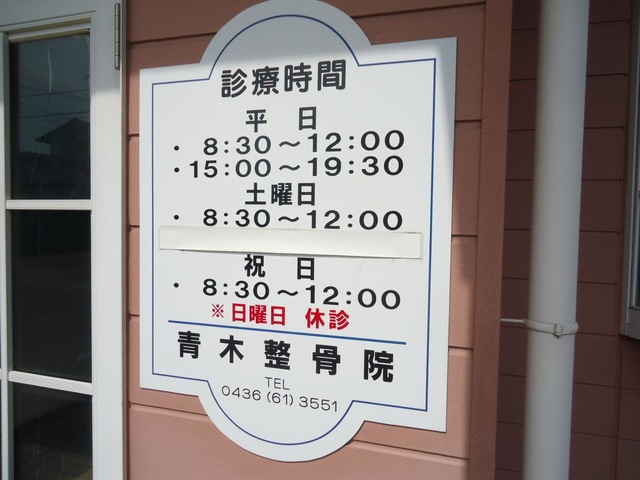 診療時間
平 日
・ 8:30～12:00
・15:00～19:30
土曜日
・ 8:30～12:00
祝 日
・ 8:30～12:00
※日曜日 休診
青木整骨院
TEL
0436(61)3551